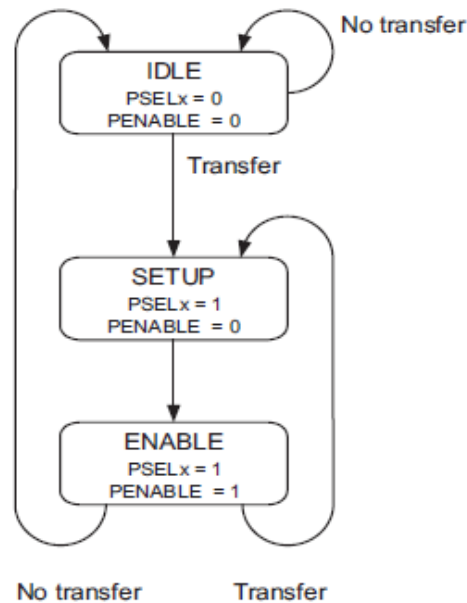 No transfer
IDLE
PSELx = 0
PENABLE = 0
Transfer
SETUP
PSELx = 1
PENABLE = 0
ENABLE
PSELx = 1
PENABLE = 1
No transfer
Transfer